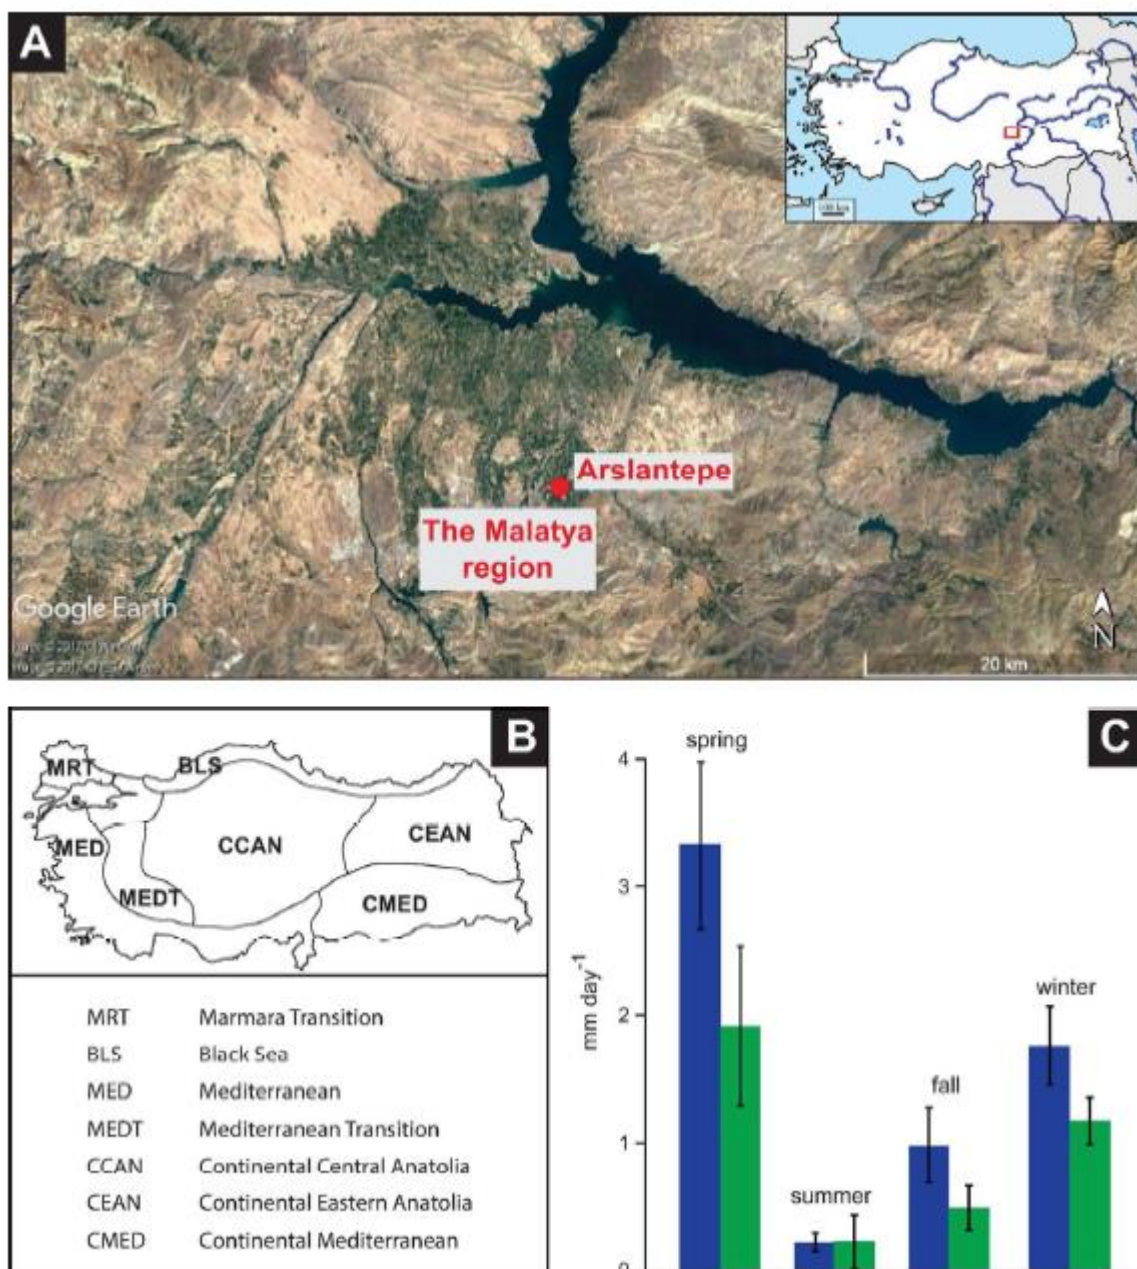 A
100 km
Arslantepe
The Malatya
region
Google Earth
20 km
N
B
MRT
BLS
MED
MEDT
CCAN
CEAN
CMED
MRT Marmara Transition
BLS Black Sea
MED Mediterranean
MEDT Mediterranean Transition
CCAN Continental Central Anatolia
CEAN Continental Eastern Anatolia
CMED Continental Mediterranean
C
spring
summer
fall
winter
mm day⁻¹
4
3
2
1
0